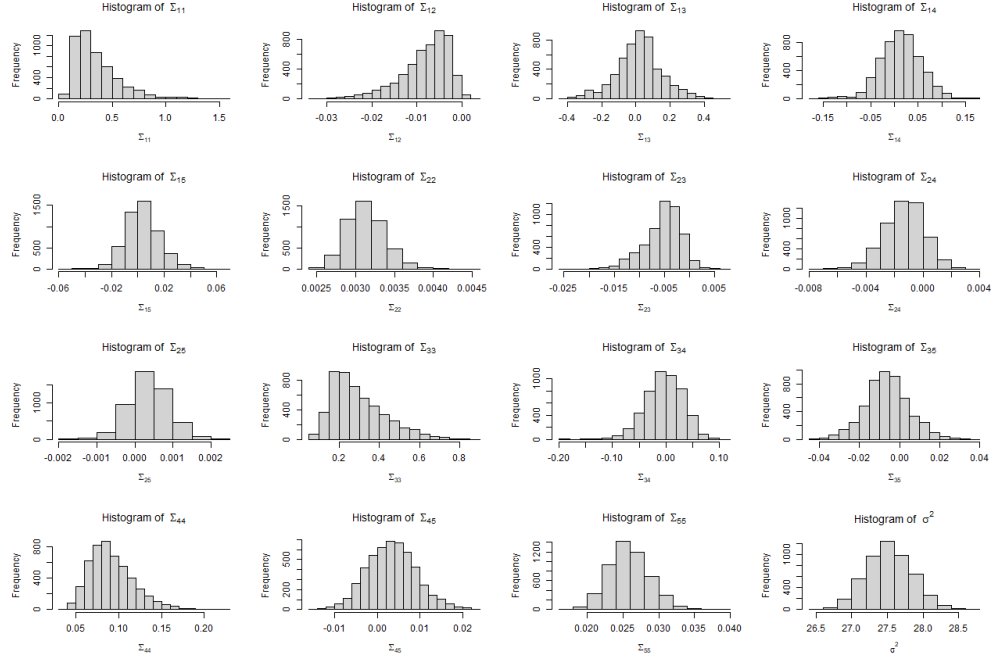 Histogram of Σ11
Histogram of Σ12
Histogram of Σ13
Histogram of Σ14
Frequency
0 400 1200
Frequency
0 400 800
Frequency
0 400 800
Frequency
0 400 800
0.0 0.5 1.0 1.5
-0.03 -0.02 -0.01 0.00
-0.4 -0.2 0.0 0.2 0.4
-0.15 -0.05 0.05 0.15
Σ11
Σ12
Σ13
Σ14
Histogram of Σ15
Histogram of Σ22
Histogram of Σ23
Histogram of Σ24
Frequency
0 500 1500
Frequency
0 500 1500
Frequency
0 400 1000
Frequency
0 400 1000
-0.06 -0.02 0.02 0.06
0.0025 0.0030 0.0035 0.0040 0.0045
-0.025 -0.015 -0.005 0.005
-0.008 -0.004 0.000 0.004
Σ15
Σ22
Σ23
Σ24
Histogram of Σ25
Histogram of Σ33
Histogram of Σ34
Histogram of Σ35
Frequency
0 1000
Frequency
0 400 800
Frequency
0 400 1000
Frequency
0 400 800
-0.002 -0.001 0.000 0.001 0.002
0.2 0.4 0.6 0.8
-0.20 -0.10 0.00 0.10
-0.04 -0.02 0.00 0.02 0.04
Σ25
Σ33
Σ34
Σ35
Histogram of Σ44
Histogram of Σ45
Histogram of Σ55
Histogram of σ²
Frequency
0 400 800
Frequency
0 200 500
Frequency
0 600 1200
Frequency
0 400 1000
0.05 0.10 0.15 0.20
-0.01 0.00 0.01 0.02
0.020 0.025 0.030 0.035 0.040
26.5 27.0 27.5 28.0 28.5
Σ44
Σ45
Σ55
σ²